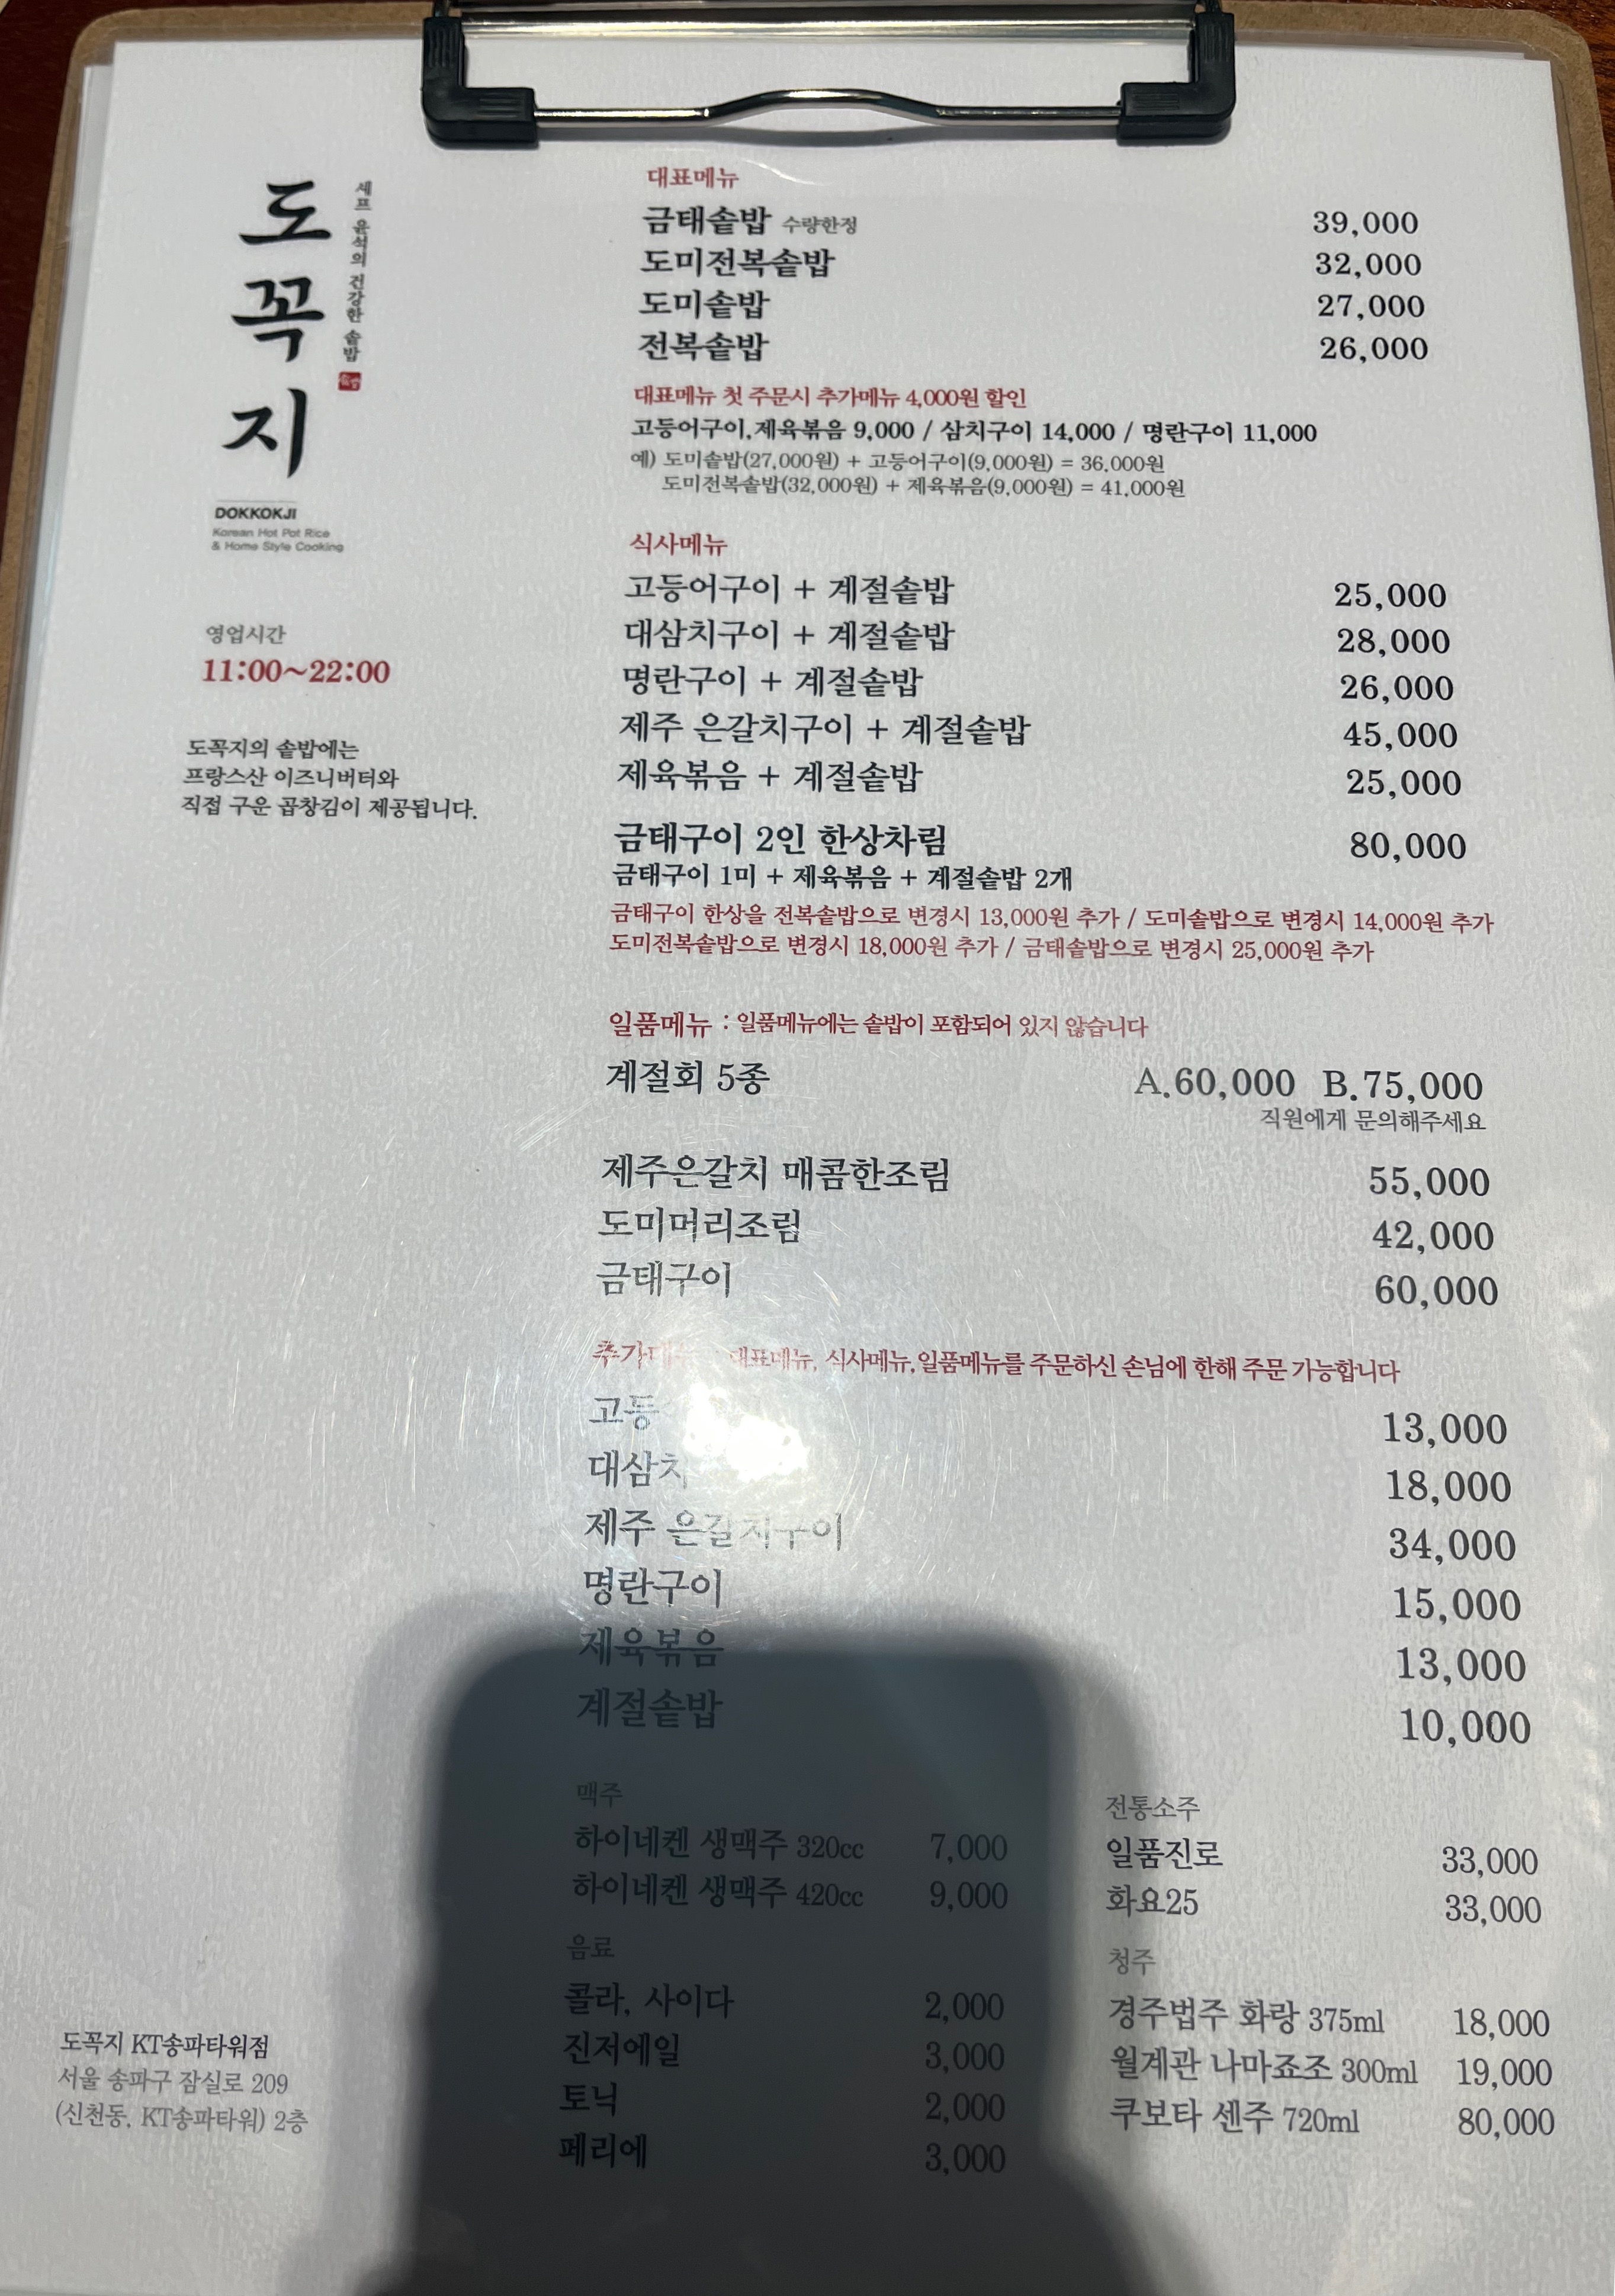 도꼭지
셰프 윤석의 건강한 솥밥
DOKKOKJI
Korean Hot Pot Rice
& Home Style Cooking
영업시간
11:00~22:00
도꼭지의 솥밥에는
프랑스산 이즈니버터와
직접 구운 곱창김이 제공됩니다.
대표메뉴
금태솥밥 수량한정 39,000
도미전복솥밥 32,000
도미솥밥 27,000
전복솥밥 26,000
대표메뉴 첫 주문시 추가메뉴 4,000원 할인
고등어구이,제육볶음 9,000 / 삼치구이 14,000 / 명란구이 11,000
예) 도미솥밥(27,000원) + 고등어구이(9,000원) = 36,000원
도미전복솥밥(32,000원) + 제육볶음(9,000원) = 41,000원
식사메뉴
고등어구이 + 계절솥밥 25,000
대삼치구이 + 계절솥밥 28,000
명란구이 + 계절솥밥 26,000
제주 은갈치구이 + 계절솥밥 45,000
제육볶음 + 계절솥밥 25,000
금태구이 2인 한상차림 80,000
금태구이 1미 + 제육볶음 + 계절솥밥 2개
금태구이 한상을 전복솥밥으로 변경시 13,000원 추가 / 도미솥밥으로 변경시 14,000원 추가
도미전복솥밥으로 변경시 18,000원 추가 / 금태솥밥으로 변경시 25,000원 추가
일품메뉴 : 일품메뉴에는 솥밥이 포함되어 있지 않습니다
계절회 5종 A.60,000 B.75,000
직원에게 문의해주세요
제주은갈치 매콤한조림 55,000
도미머리조림 42,000
금태구이 60,000
추가메뉴 : 대표메뉴, 식사메뉴,일품메뉴를 주문하신 손님에 한해 주문 가능합니다
고등 13,000
대삼치 18,000
제주 은갈치구이 34,000
명란구이 15,000
제육볶음 13,000
계절솥밥 10,000
맥주
하이네켄 생맥주 320cc 7,000
하이네켄 생맥주 420cc 9,000
음료
콜라, 사이다 2,000
진저에일 3,000
토닉 2,000
페리에 3,000
전통소주
일품진로 33,000
화요25 33,000
청주
경주법주 화랑 375ml 18,000
월계관 나마죠조 300ml 19,000
쿠보타 센주 720ml 80,000
도꼭지 KT송파타워점
서울 송파구 잠실로 209
(신천동, KT송파타워) 2층